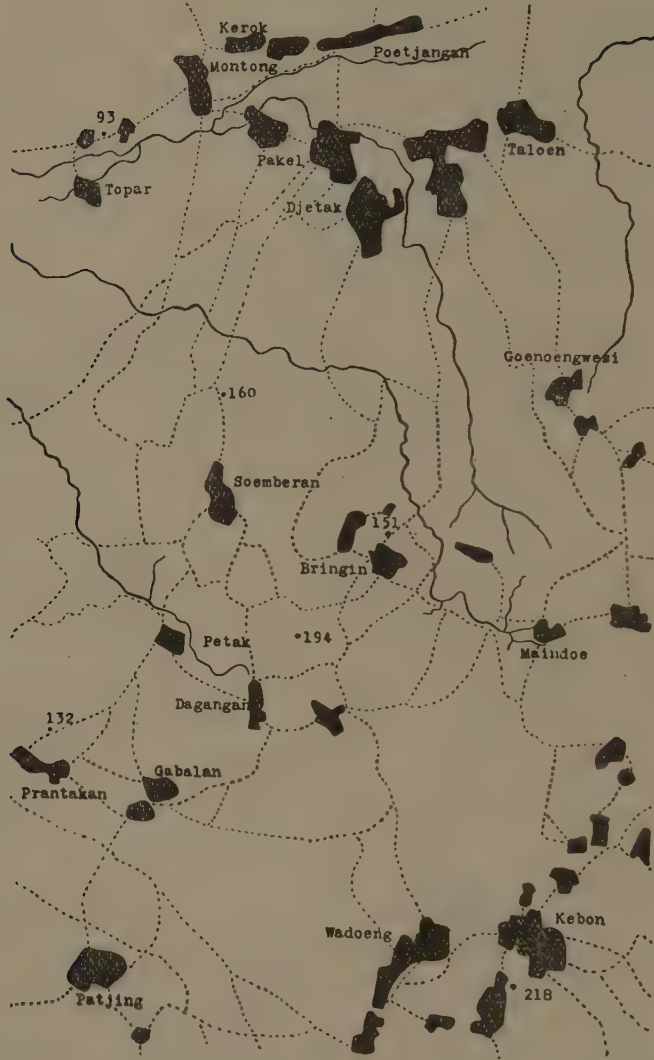 Kerok
Poetjangan
Montong
93
Taloen
Pakel
Topar
Djetak
Goenoengwesi
160
Soemberan
151
Bringin
194
Petak
Maindoe
Dagangan
132
Gabalan
Prantakan
Kebon
Wadoeng
218
Patjing